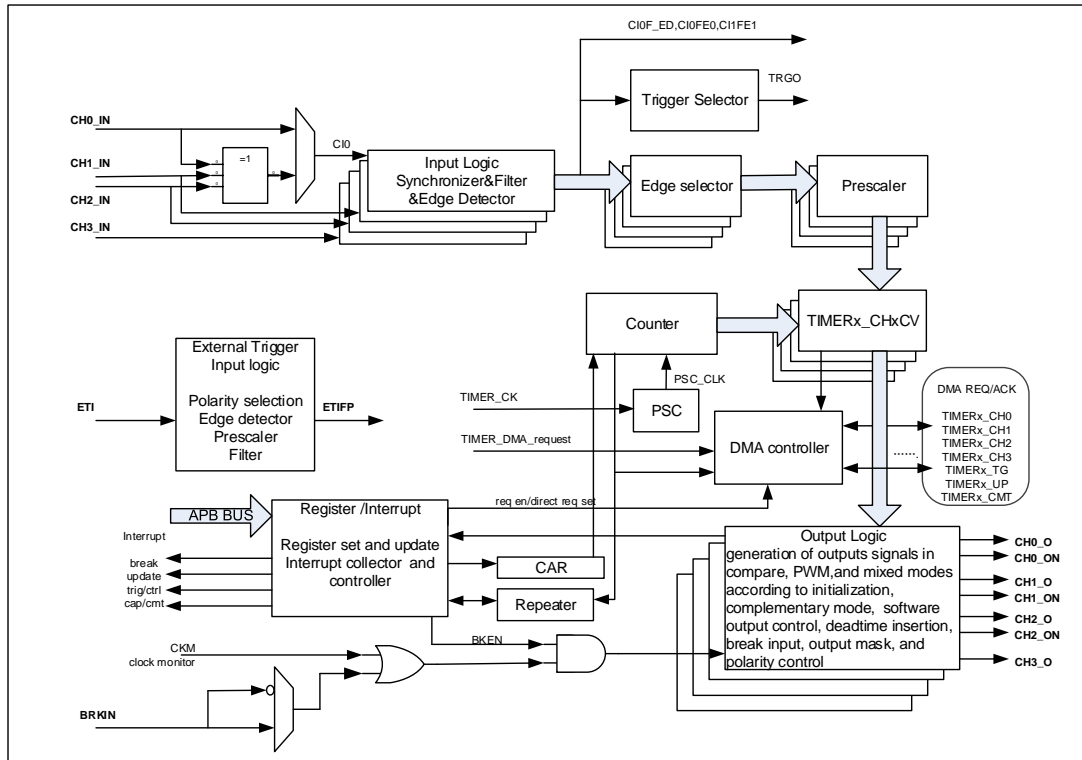 CI0F_ED,CI0FE0,CI1FE1
TRGO
Trigger Selector
CH0_IN
CH1_IN
CH2_IN
CH3_IN
=1
CI0
Input Logic
Synchronizer&Filter
&Edge Detector
Edge selector
Prescaler
Counter
TIMERx_CHxCV
External Trigger
Input logic
Polarity selection
Edge detector
Prescaler
Filter
ETI
ETIFP
PSC_CLK
TIMER_CK
PSC
TIMER_DMA_request
DMA controller
DMA REQ/ACK
TIMERx_CH0
TIMERx_CH1
TIMERx_CH2
TIMERx_CH3
TIMERx_TG
TIMERx_UP
TIMERx_CMT
.......
req en/direct req set
APB BUS
Register /Interrupt
Register set and update
Interrupt collector and
controller
Interrupt
break
update
trig/ctrl
cap/cmt
CAR
Repeater
BKEN
CKM
clock monitor
BRKIN
Output Logic
generation of outputs signals in
compare, PWM,and mixed modes
according to initialization,
complementary mode, software
output control, deadtime insertion,
break input, output mask, and
polarity control
CH0_O
CH0_ON
CH1_O
CH1_ON
CH2_O
CH2_ON
CH3_O